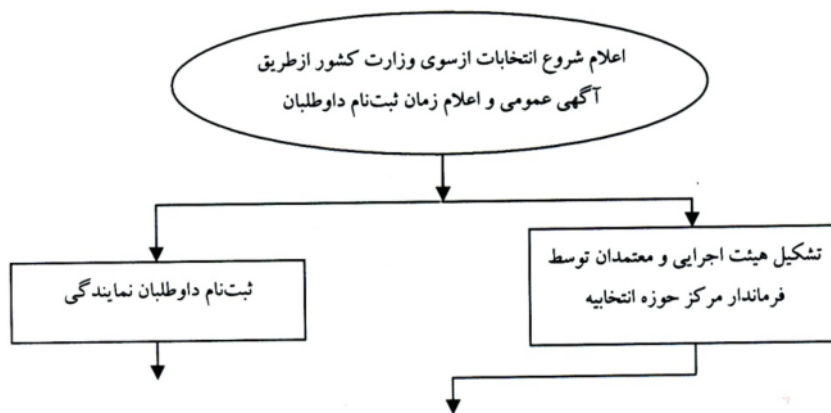 اعلام شروع انتخابات ازسوی وزارت کشور ازطریق
آگهی عمومی و اعلام زمان ثبت‌نام داوطلبان
تشکیل هیئت اجرایی و معتمدان توسط
فرماندار مرکز حوزه انتخابیه
ثبت‌نام داوطلبان نمایندگی